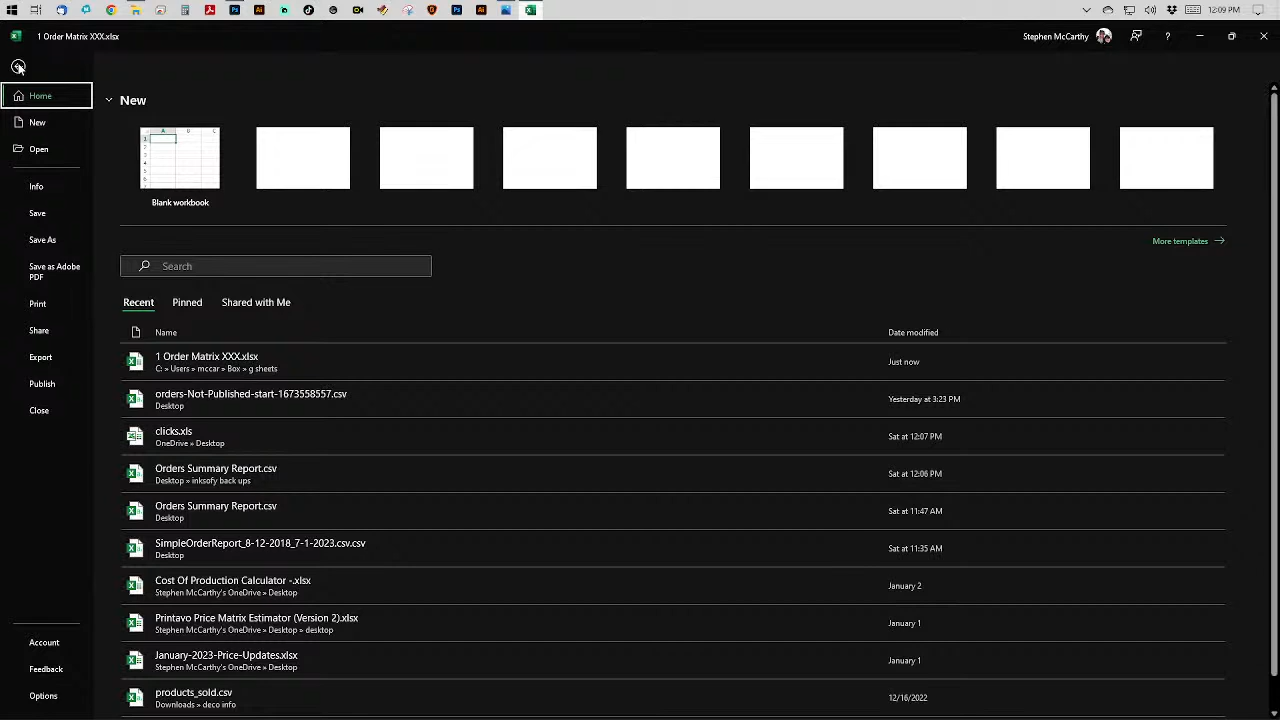 12:09 PM
1 Order Matrix XXX.xlsx
Stephen McCarthy
?
Home
New
New
Open
A
Blank workbook
Info
Save
Save As
More templates
Save as Adobe
PDF
Search
Print
Recent
Pinned
Shared with Me
Share
Name
Date modified
Export
1 Order Matrix XXX.xlsx
Just now
C: » Users » mccar » Box » g sheets
Publish
orders-Not-Published-start-1673558557.csv
Yesterday at 3:23 PM
Desktop
Close
clicks.xls
Sat at 12:07 PM
OneDrive » Desktop
Orders Summary Report.csv
Sat at 12:06 PM
Desktop » inksofy back ups
Orders Summary Report.csv
Sat at 11:47 AM
Desktop
SimpleOrderReport_8-12-2018_7-1-2023.csv.csv
Sat at 11:35 AM
Desktop
Cost Of Production Calculator -.xlsx
January 2
Stephen McCarthy's OneDrive » Desktop
Printavo Price Matrix Estimator (Version 2).xlsx
January 1
Stephen McCarthy's OneDrive » Desktop » desktop
Account
January-2023-Price-Updates.xlsx
January 1
Stephen McCarthy's OneDrive » Desktop
Feedback
Options
products_sold.csv
12/16/2022
Downloads » deco info